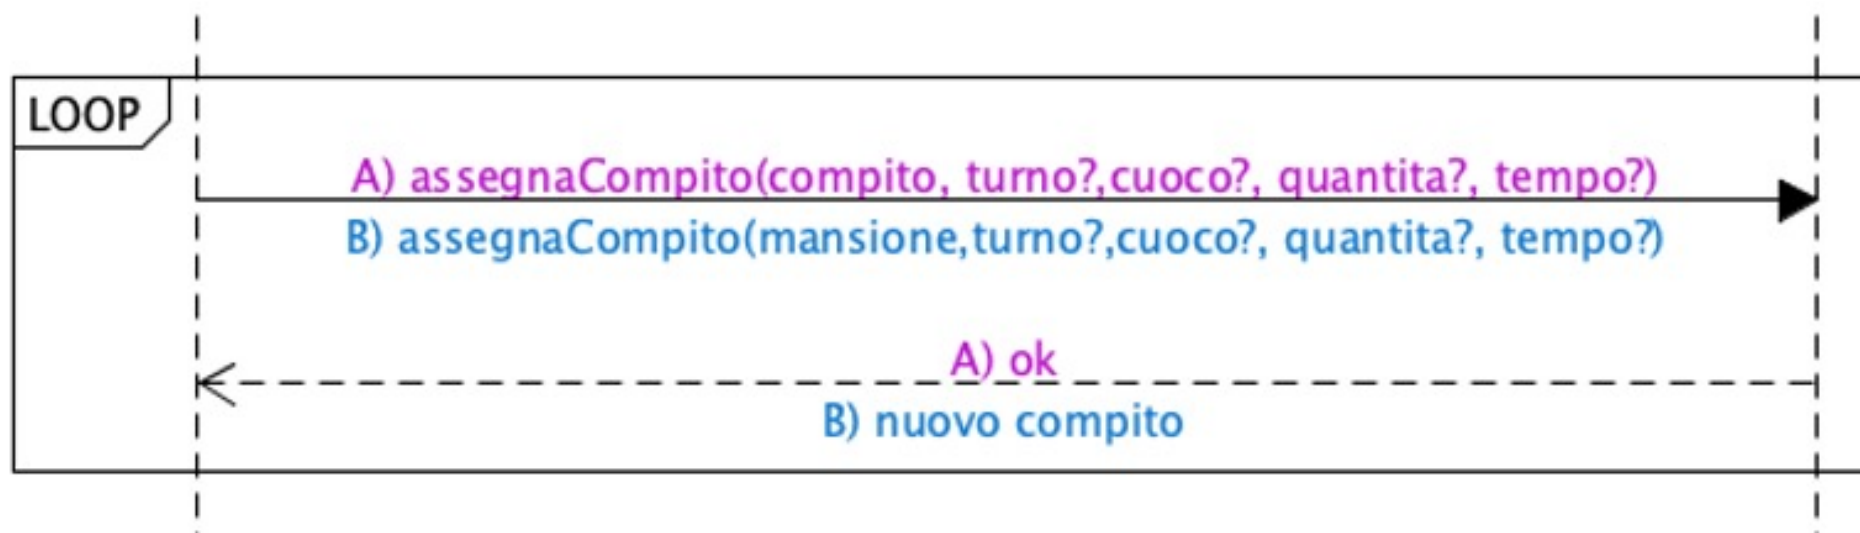 LOOP
A) assegnaCompito(compito, turno?,cuoco?, quantita?, tempo?)
B) assegnaCompito(mansione,turno?,cuoco?, quantita?, tempo?)
A) ok
B) nuovo compito